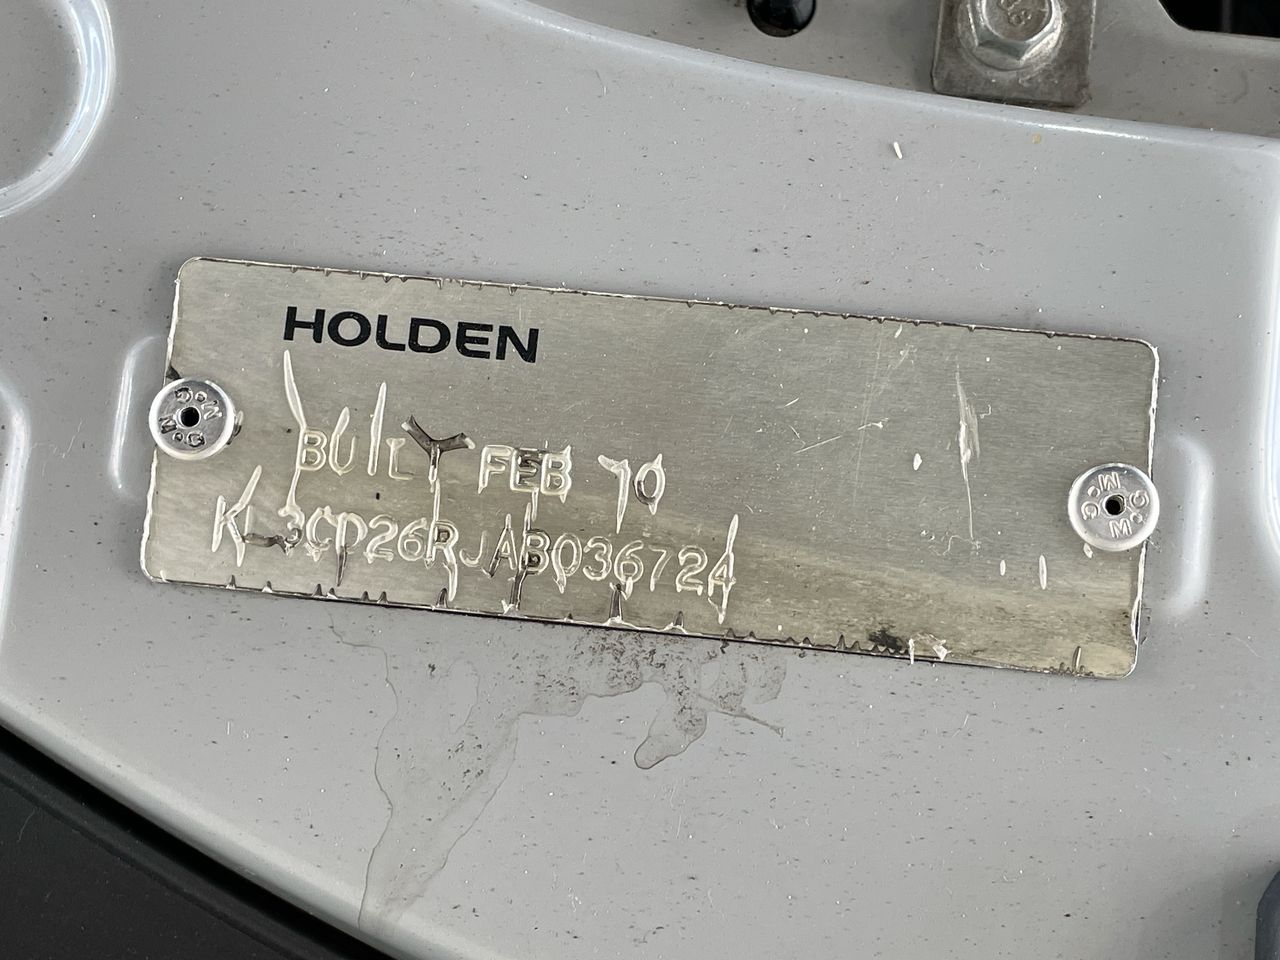 HOLDEN
BUILT FEB 10
KL3CD26RJAB036724